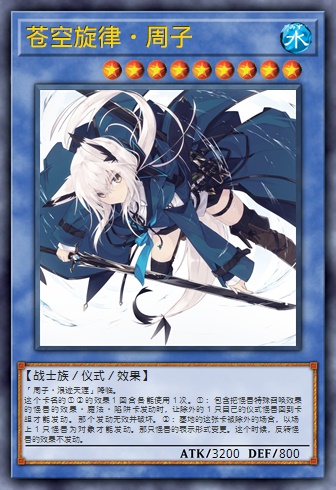 苍空旋律·周子
水
【战士族／仪式／效果】
「周子·浪迹天涯」降临。
这个卡名的①②的效果1回合各能使用1次。①：包含把怪兽特殊召唤效果
的怪兽的效果·魔法·陷阱卡发动时，让除外的1只自己的仪式怪兽回到卡
组才能发动。那个发动无效并破坏。②：墓地的这张卡被除外的场合，以场
上1只怪兽为对象才能发动。那只怪兽的表示形式变更。这个时候，反转怪
兽的效果不发动。
ATK/3200 DEF/800